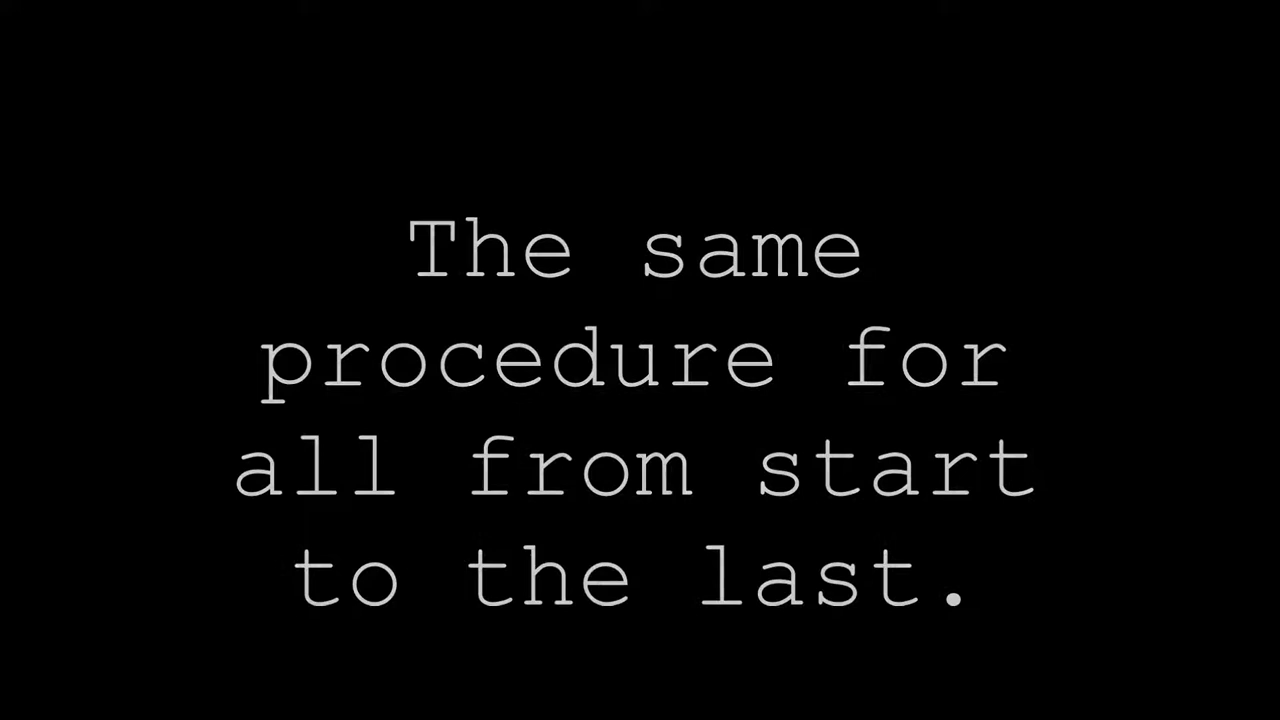 The same
procedure for
all from start
to the last.